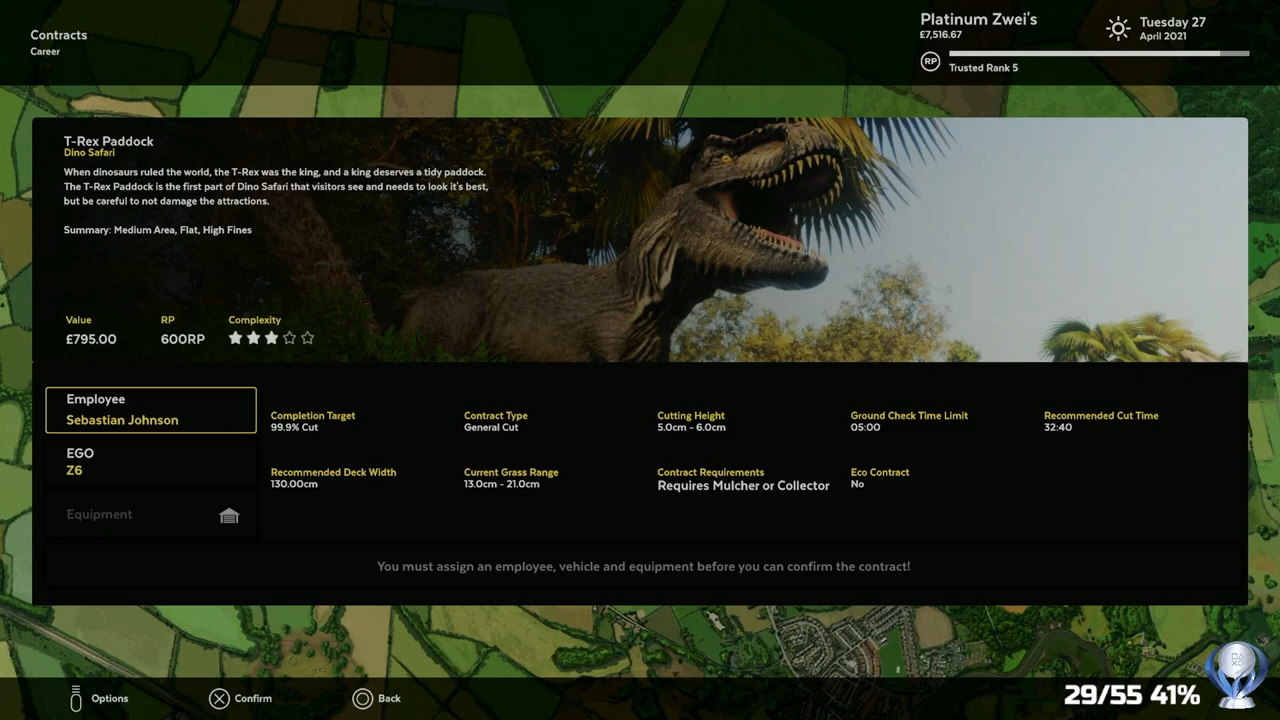 Contracts
Career
Platinum Zwei's
£7,516.67
Tuesday 27
April 2021
RP
Trusted Rank 5
T-Rex Paddock
Dino Safari
When dinosaurs ruled the world, the T-Rex was the king, and a king deserves a tidy paddock.
The T-Rex Paddock is the first part of Dino Safari that visitors see and needs to look it's best,
but be careful to not damage the attractions.
Summary: Medium Area, Flat, High Fines
Value
£795.00
RP
600RP
Complexity
Employee
Sebastian Johnson
EGO
Z6
Equipment
Completion Target
99.9% Cut
Contract Type
General Cut
Cutting Height
5.0cm - 6.0cm
Ground Check Time Limit
05:00
Recommended Cut Time
32:40
Recommended Deck Width
130.00cm
Current Grass Range
13.0cm - 21.0cm
Contract Requirements
Requires Mulcher or Collector
Eco Contract
No
You must assign an employee, vehicle and equipment before you can confirm the contract!
Options
Confirm
Back
29/55 41%